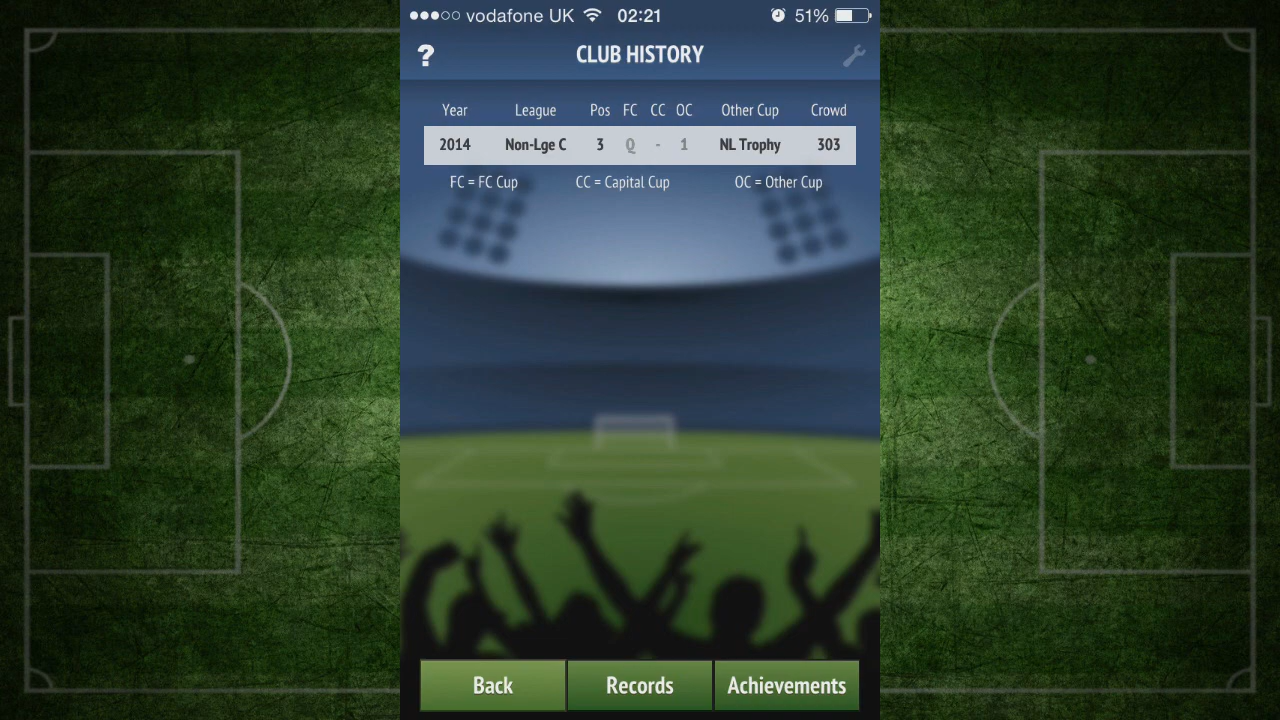 vodafone UK 02:21 51%
? CLUB HISTORY
Year League Pos FC CC OC Other Cup Crowd
2014 Non-Lge C 3 Q - 1 NL Trophy 303
FC = FC Cup CC = Capital Cup OC = Other Cup
Back Records Achievements